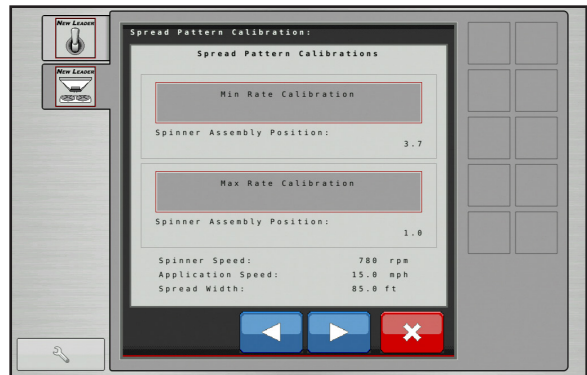 NEW LEADER
NEW LEADER
Spread Pattern Calibration:
Spread Pattern Calibrations
Min Rate Calibration
Spinner Assembly Position:
3.7
Max Rate Calibration
Spinner Assembly Position:
1.0
Spinner Speed: 780 rpm
Application Speed: 15.0 mph
Spread Width: 85.0 ft